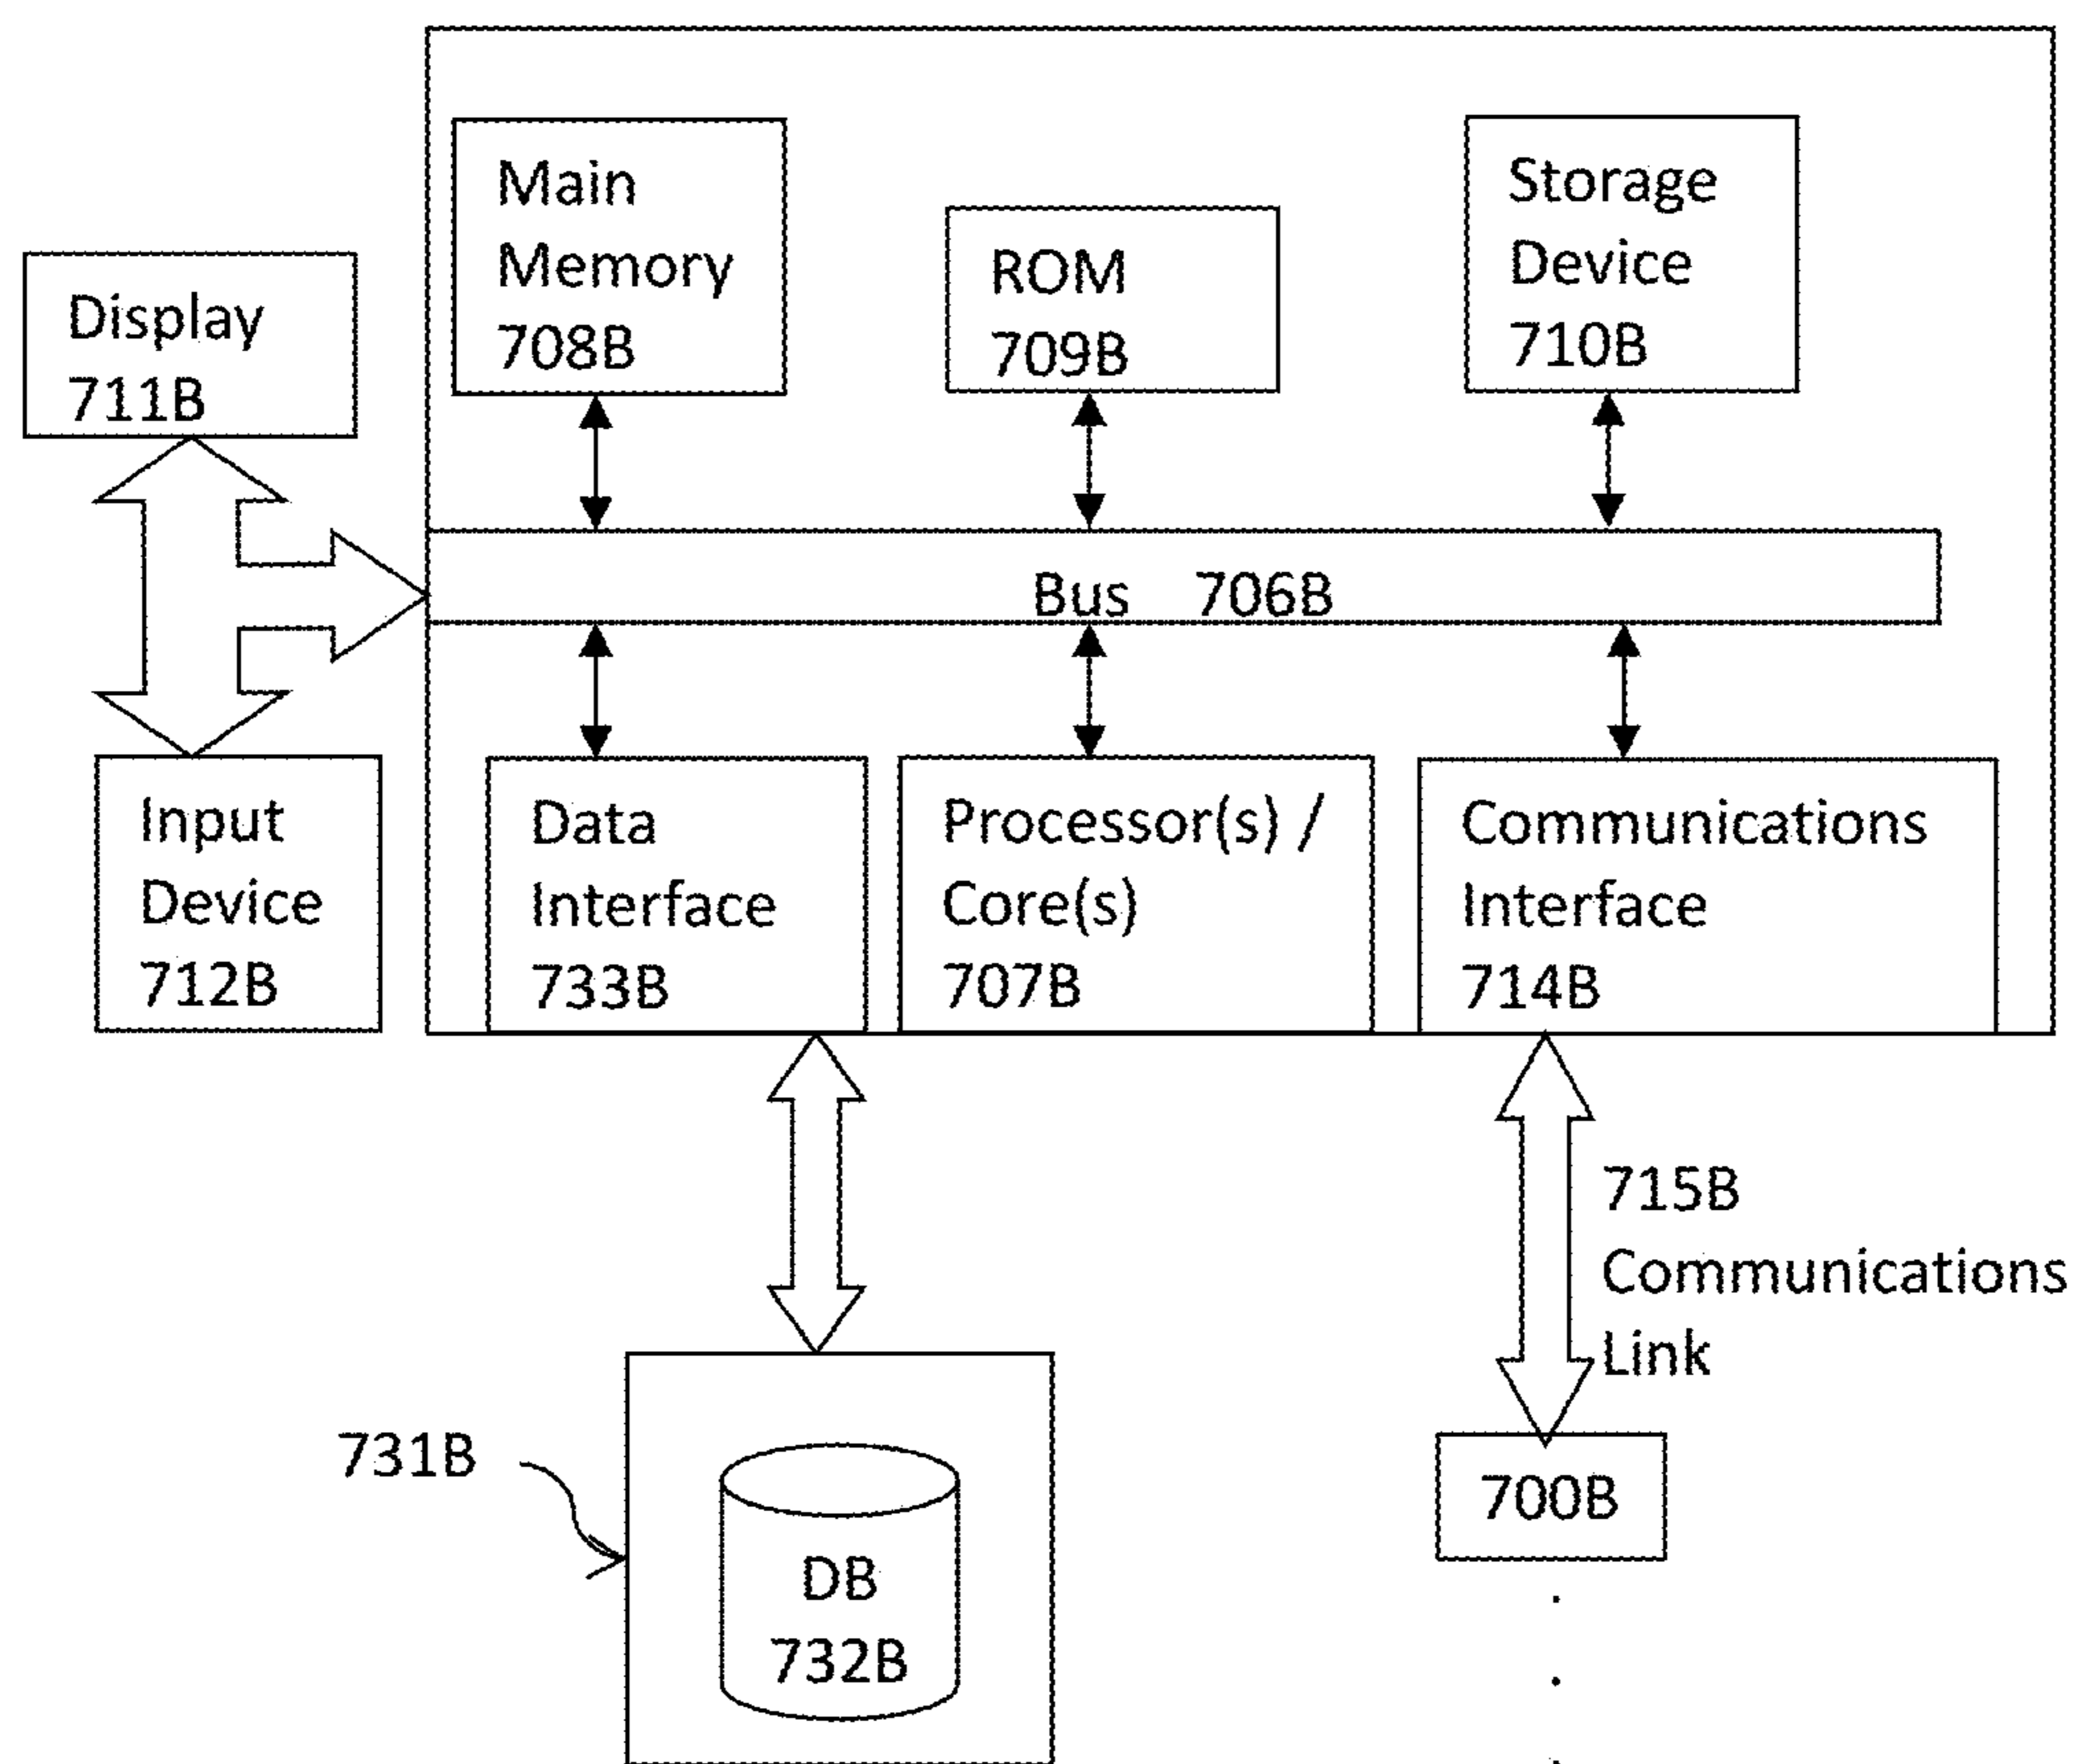 Main
Memory
708B
ROM
709B
Storage
Device
710B
Display
711B
Bus 706B
Input
Device
712B
Data
Interface
733B
Processor(s) /
Core(s)
707B
Communications
Interface
714B
715B
Communications
Link
731B
700B
DB
732B